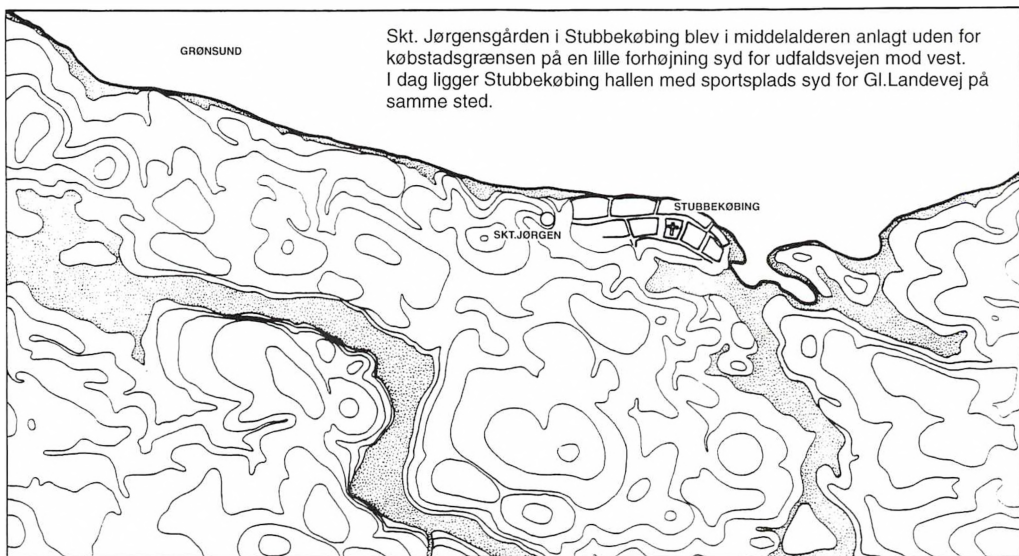 Skt. Jørgensgården i Stubbekøbing blev i middelalderen anlagt uden for
købstadsgrænsen på en lille forhøjning syd for udfaldsvejen mod vest.
I dag ligger Stubbekøbing hallen med sportsplads syd for Gl.Landevej på
samme sted.
GRØNSUND
STUBBEKØBING
SKT.JØRGEN